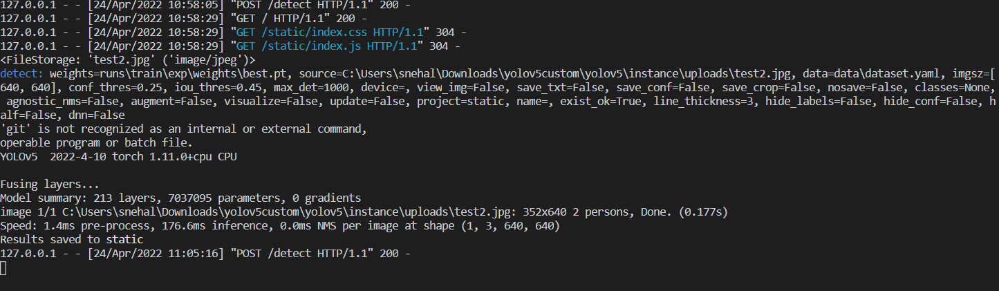 127.0.0.1 - - [24/Apr/2022 10:58:05] "POST /detect HTTP/1.1" 200 -
127.0.0.1 - - [24/Apr/2022 10:58:29] "GET / HTTP/1.1" 200 -
127.0.0.1 - - [24/Apr/2022 10:58:29] "GET /static/index.css HTTP/1.1" 304 -
127.0.0.1 - - [24/Apr/2022 10:58:29] "GET /static/index.js HTTP/1.1" 304 -
<FileStorage: 'test2.jpg' ('image/jpeg')>
detect: weights=runs\train\exp\weights\best.pt, source=C:\Users\snehal\Downloads\yolov5custom\yolov5\instance\uploads\test2.jpg, data=data\dataset.yaml, imgsz=[
640, 640], conf_thres=0.25, iou_thres=0.45, max_det=1000, device=, view_img=False, save_txt=False, save_conf=False, save_crop=False, nosave=False, classes=None,
 agnostic_nms=False, augment=False, visualize=False, update=False, project=static, name=, exist_ok=True, line_thickness=3, hide_labels=False, hide_conf=False, h
alf=False, dnn=False
'git' is not recognized as an internal or external command,
operable program or batch file.
YOLOv5  2022-4-10 torch 1.11.0+cpu CPU

Fusing layers...
Model summary: 213 layers, 7037095 parameters, 0 gradients
image 1/1 C:\Users\snehal\Downloads\yolov5custom\yolov5\instance\uploads\test2.jpg: 352x640 2 persons, Done. (0.177s)
Speed: 1.4ms pre-process, 176.6ms inference, 0.0ms NMS per image at shape (1, 3, 640, 640)
Results saved to static
127.0.0.1 - - [24/Apr/2022 11:05:16] "POST /detect HTTP/1.1" 200 -